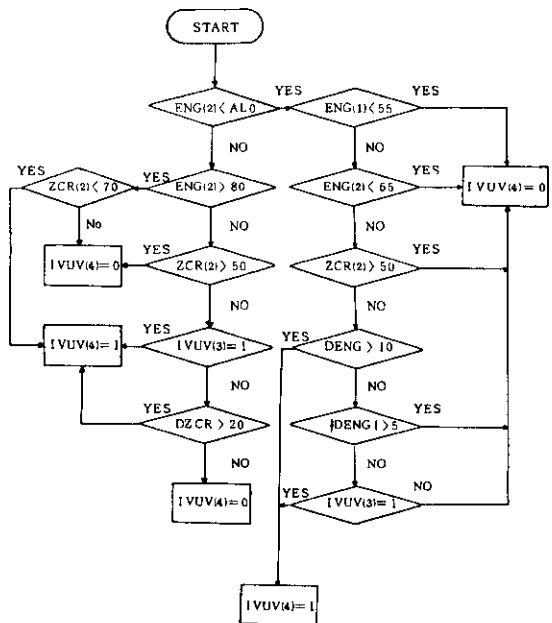 START
ENG(2)<AL0 YES ENG(1)<55 YES
NO NO
YES ZCR(2)<70 YES ENG(2)>80 ENG(2)<65 YES IVUV(4)=0
No NO NO
IVUV(4)=0 YES ZCR(2)>50 ZCR(2)>50 YES
NO NO
IVUV(4)=1 YES IVUV(3)=1 YES DENG>10
NO NO
YES DZCR>20 DENG1>5 YES
NO NO
IVUV(4)=0 YES IVUV(3)=1 NO
IVUV(4)=1